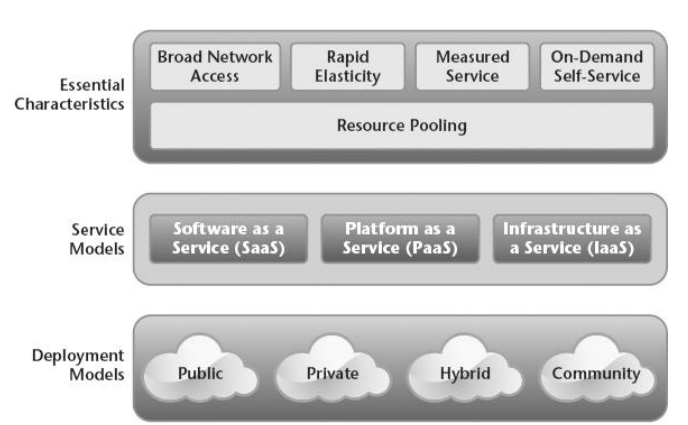 Essential
Characteristics
Broad Network
Access
Rapid
Elasticity
Measured
Service
On-Demand
Self-Service
Resource Pooling
Service
Models
Software as a
Service (SaaS)
Platform as a
Service (PaaS)
Infrastructure as
a Service (IaaS)
Deployment
Models
Public
Private
Hybrid
Community